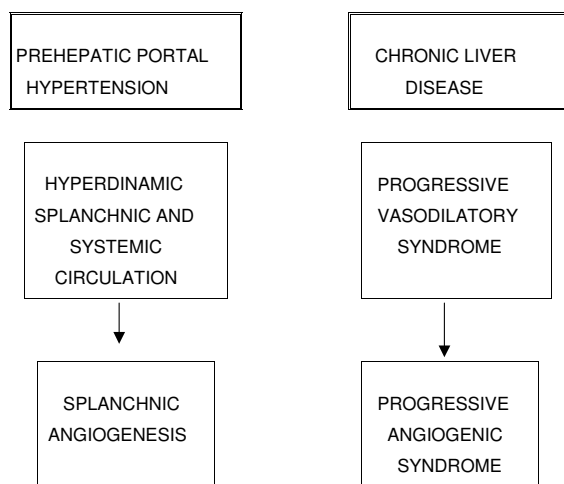 PREHEPATIC PORTAL
HYPERTENSION
CHRONIC LIVER
DISEASE
HYPERDINAMIC
SPLANCHNIC AND
SYSTEMIC
CIRCULATION
PROGRESSIVE
VASODILATORY
SYNDROME
SPLANCHNIC
ANGIOGENESIS
PROGRESSIVE
ANGIOGENIC
SYNDROME